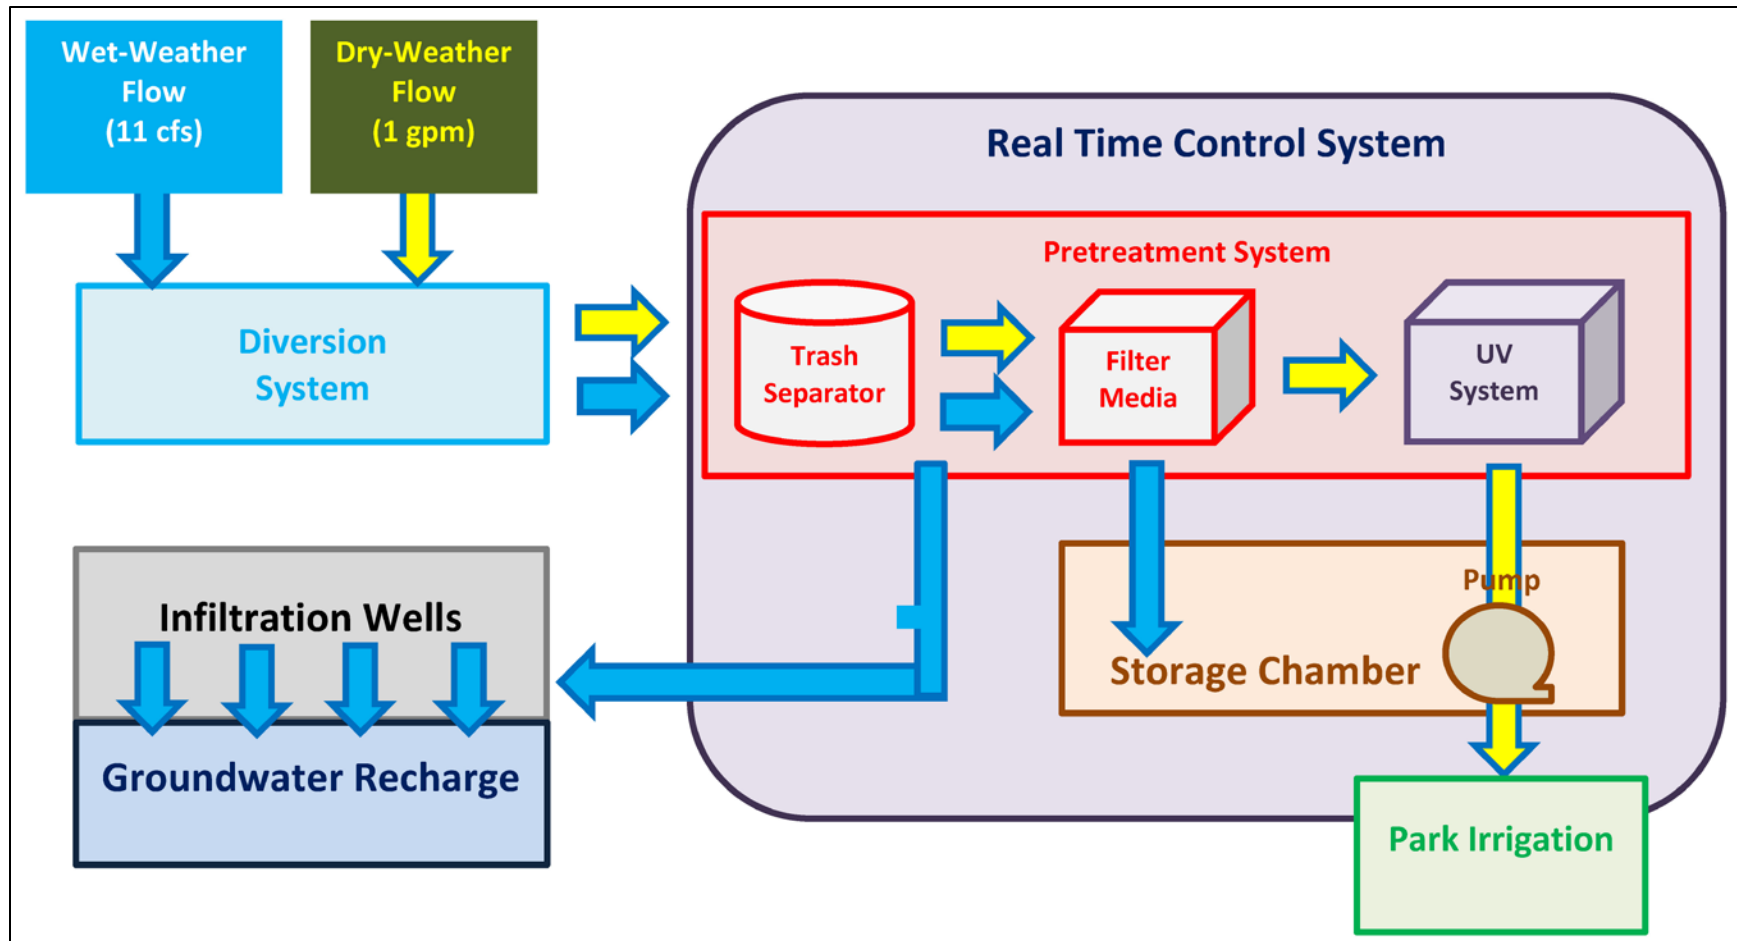 Wet-Weather
Flow
(11 cfs)
Dry-Weather
Flow
(1 gpm)
Real Time Control System
Pretreatment System
Diversion
System
Trash
Separator
Filter
Media
UV
System
Infiltration Wells
Pump
Storage Chamber
Groundwater Recharge
Park Irrigation